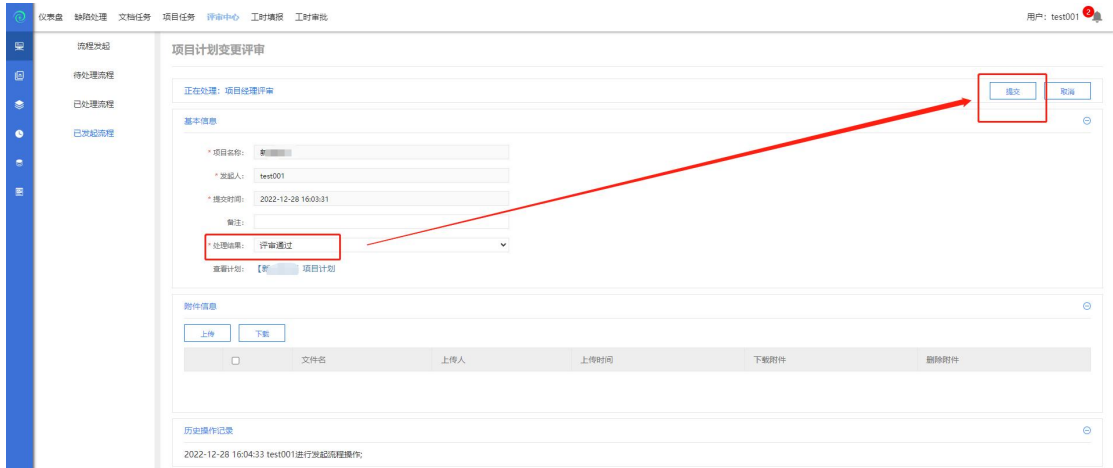 仪表盘 缺陷处理 文档任务 项目任务 评审中心 工时填报 工时审批 用户：test001 2
流程发起
待处理流程
已处理流程
已发起流程
项目计划变更评审
正在处理：项目经理评审 提交 取消
基本信息
* 项目名称： 新
* 发起人： test001
* 提交时间： 2022-12-28 16:03:31
备注：
* 处理结果： 评审通过
查看计划： 【新 项目计划
附件信息
上传 下载
文件名 上传人 上传时间 下载附件 删除附件
历史操作记录
2022-12-28 16:04:33 test001进行发起流程操作;